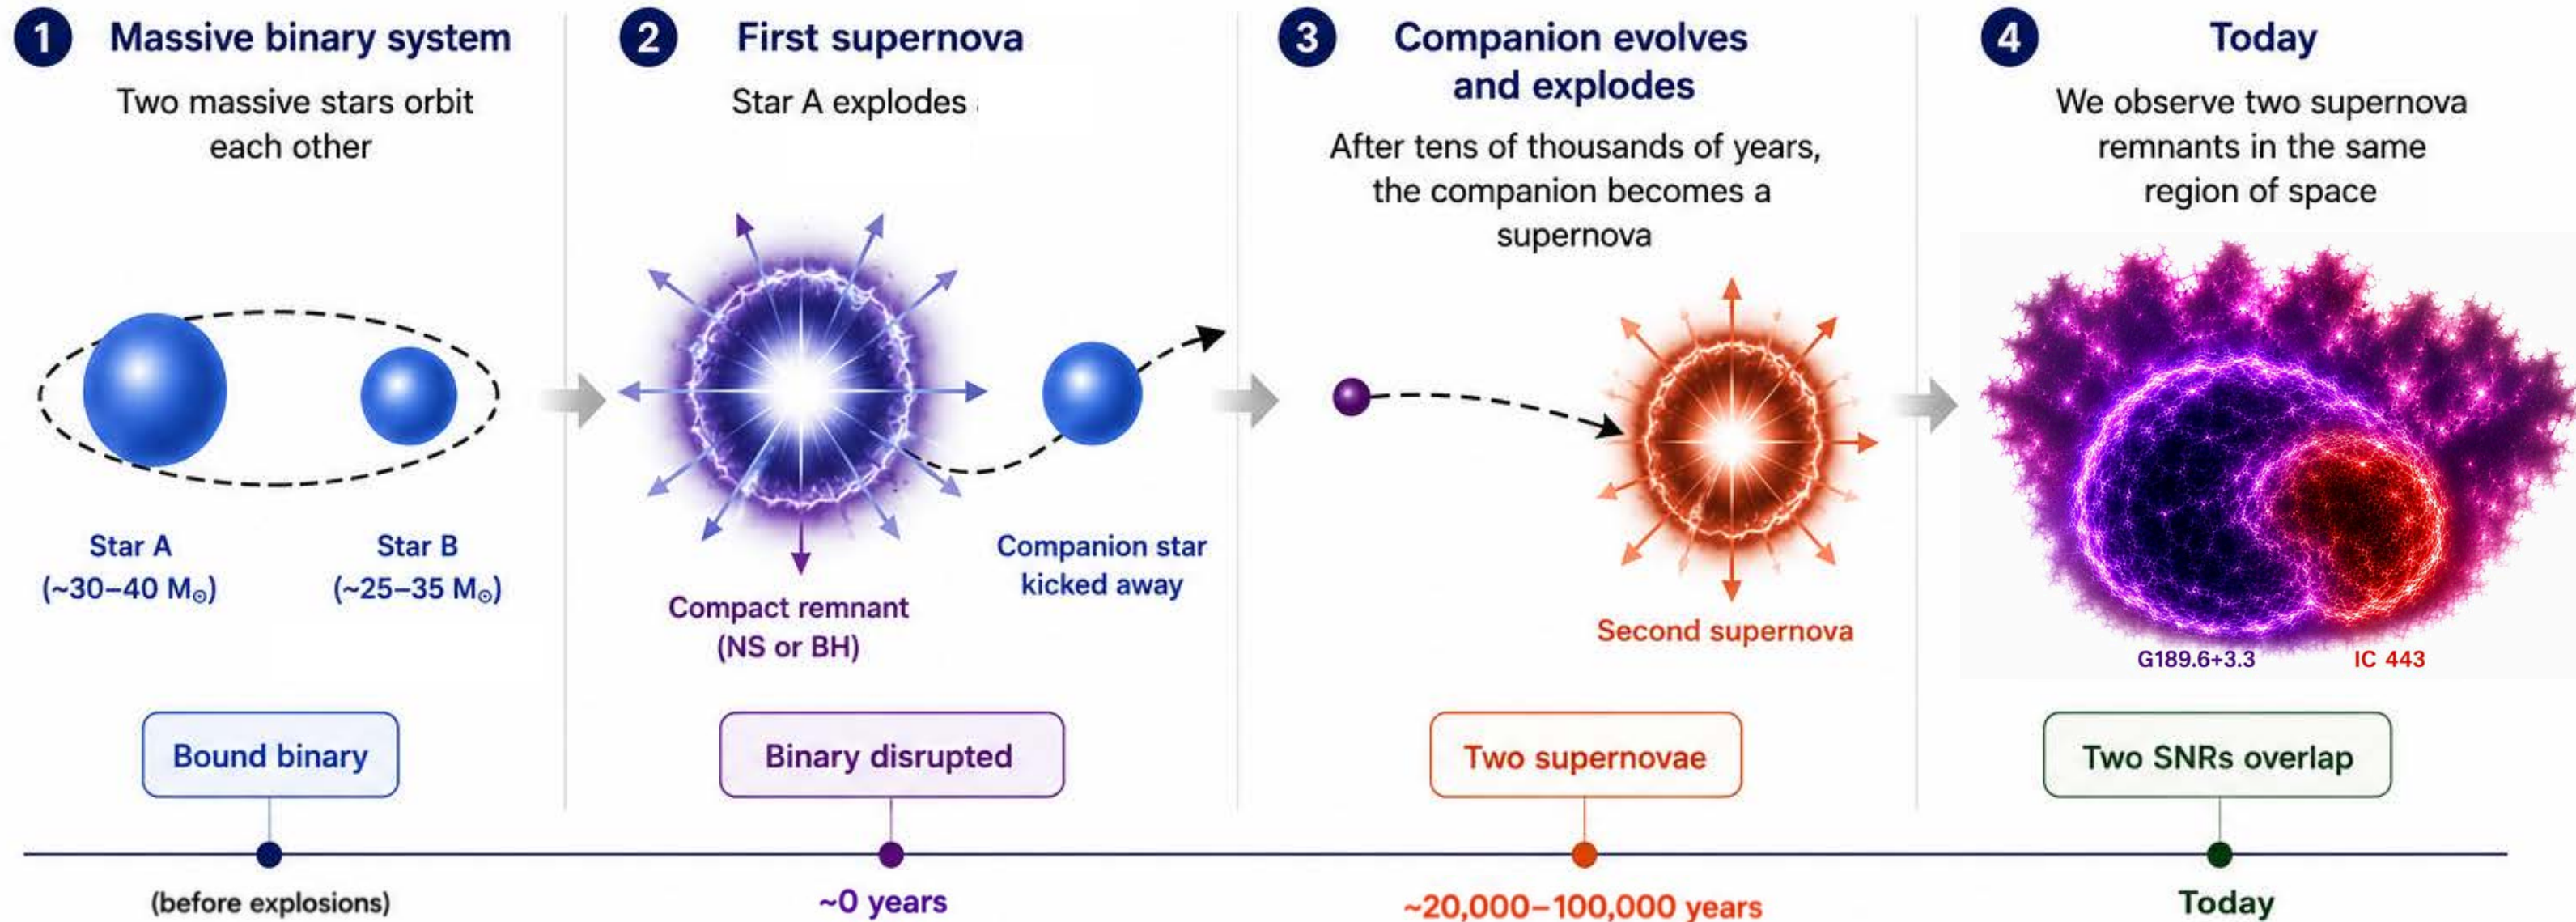 1 Massive binary system
Two massive stars orbit
each other
Star A
(~30–40 M☉)
Star B
(~25–35 M☉)
Bound binary
(before explosions)
2 First supernova
Star A explodes
Compact remnant
(NS or BH)
Companion star
kicked away
Binary disrupted
~0 years
3 Companion evolves
and explodes
After tens of thousands of years,
the companion becomes a
supernova
Second supernova
Two supernovae
~20,000–100,000 years
4 Today
We observe two supernova
remnants in the same
region of space
G189.6+3.3
IC 443
Two SNRs overlap
Today